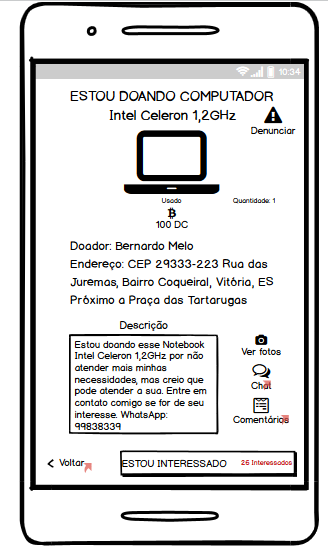 10:34
ESTOU DOANDO COMPUTADOR
Intel Celeron 1,2GHz
Denunciar
Usado
Quantidade: 1
100 DC
Doador: Bernardo Melo
Endereço: CEP 29333-223 Rua das
Juremas, Bairro Coqueiral, Vitória, ES
Próximo a Praça das Tartarugas
Descrição
Estou doando esse Notebook
Intel Celeron 1,2GHz por não
atender mais minhas
necessidades, mas creio que
pode atender a sua. Entre em
contato comigo se for de seu
interesse. WhatsApp:
99838339
Ver fotos
Chat
Comentários
Voltar
ESTOU INTERESSADO
26 Interessados